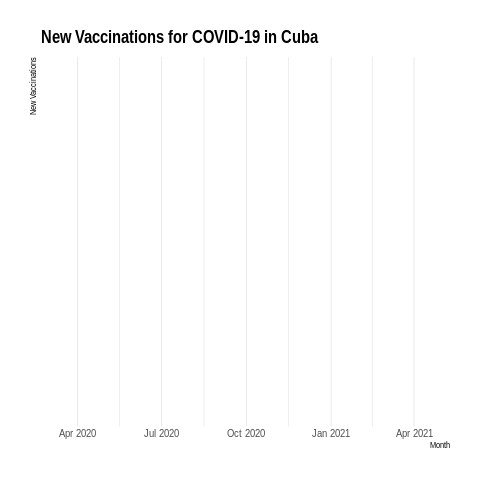 New Vaccinations for COVID-19 in Cuba
New Vaccinations
Apr 2020 Jul 2020 Oct 2020 Jan 2021 Apr 2021
Month